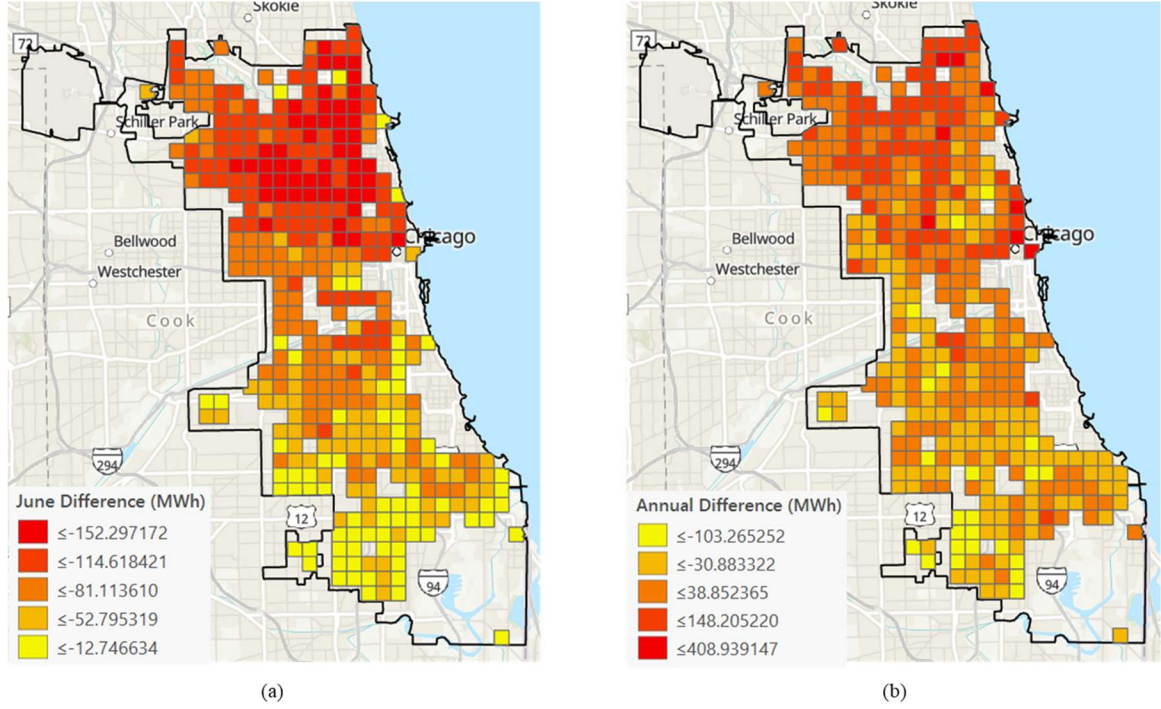 Skokie
72
Schiller Park
Bellwood
Westchester
Chicago
Cook
294
12
94
June Difference (MWh)
≤-152.297172
≤-114.618421
≤-81.113610
≤-52.795319
≤-12.746634
(a)
Skokie
72
Schiller Park
Bellwood
Westchester
Chicago
Cook
294
12
94
Annual Difference (MWh)
≤-103.265252
≤-30.883322
≤38.852365
≤148.205220
≤408.939147
(b)